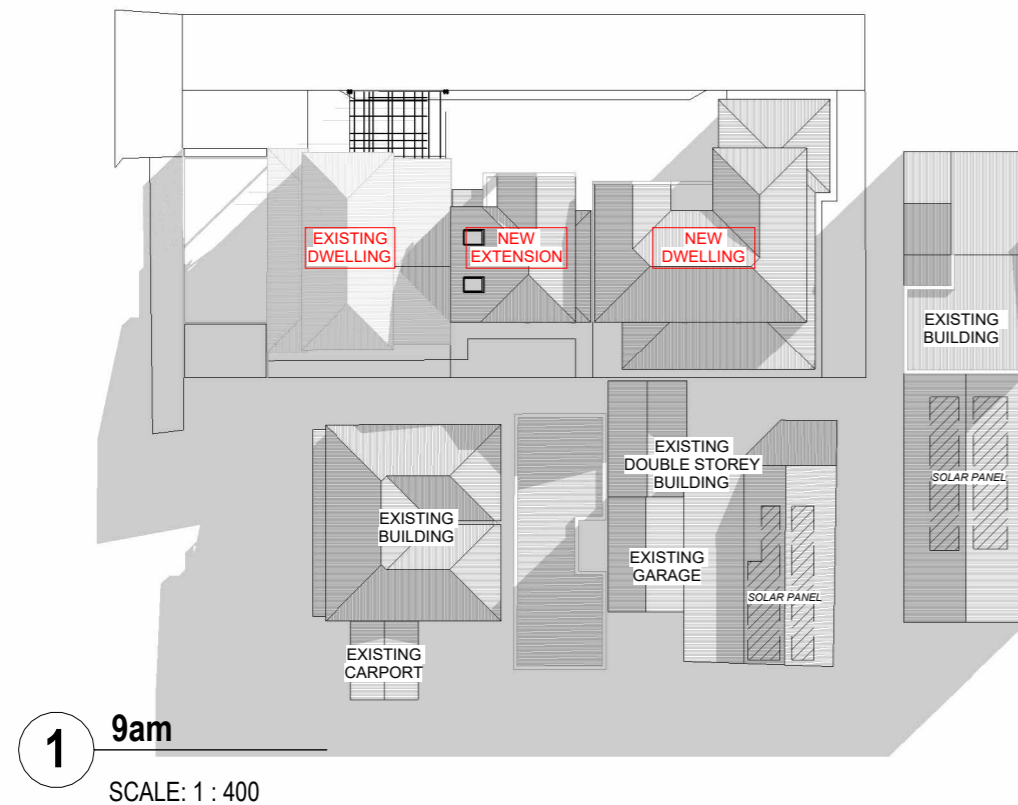 EXISTING
DWELLING
NEW
EXTENSION
NEW
DWELLING
EXISTING
BUILDING
EXISTING
DOUBLE STOREY
BUILDING
SOLAR PANEL
EXISTING
BUILDING
EXISTING
GARAGE
SOLAR PANEL
EXISTING
CARPORT
1
9am
SCALE: 1 : 400